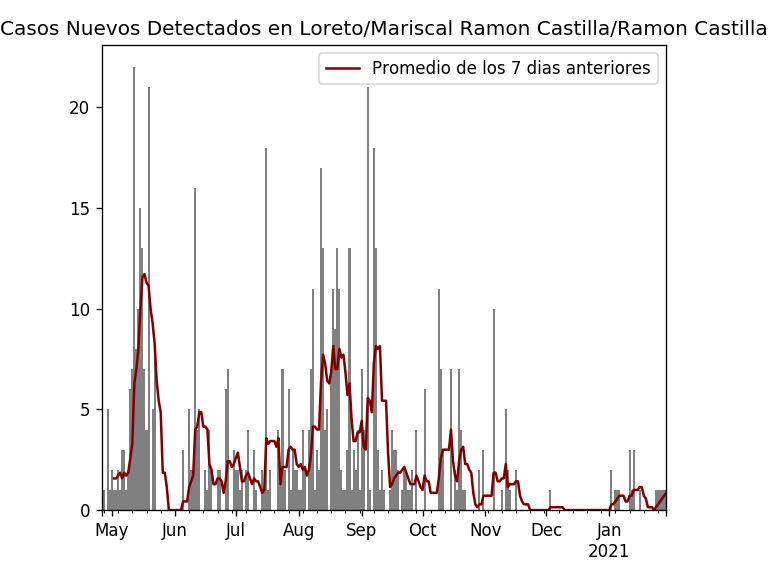 Casos Nuevos Detectados en Loreto/Mariscal Ramon Castilla/Ramon Castilla
Promedio de los 7 dias anteriores
20
15
10
5
0
May Jun Jul Aug Sep Oct Nov Dec Jan
2021